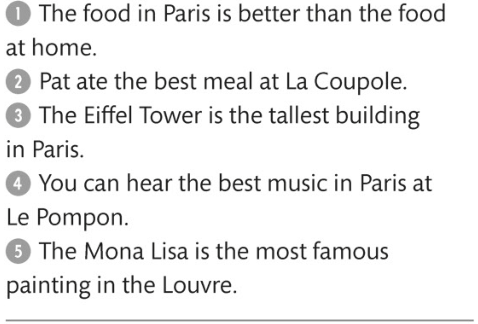 1 The food in Paris is better than the food
at home.
2 Pat ate the best meal at La Coupole.
3 The Eiffel Tower is the tallest building
in Paris.
4 You can hear the best music in Paris at
Le Pompon.
5 The Mona Lisa is the most famous
painting in the Louvre.